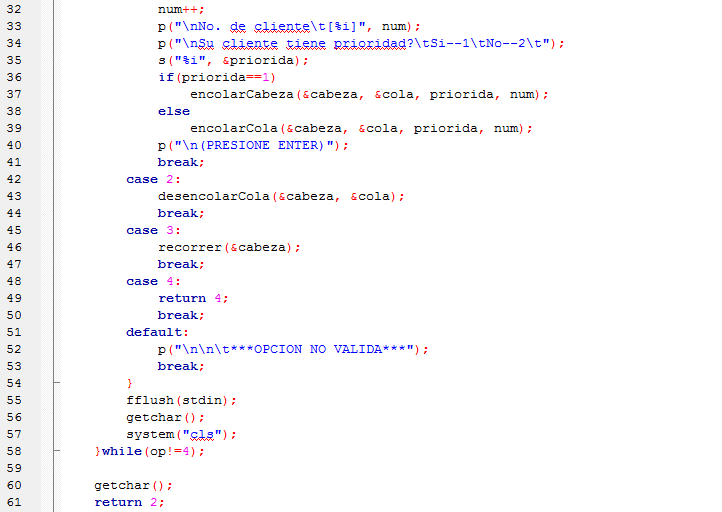 32 num++;
33 p("\nNo. de cliente\t[%i]", num);
34 p("\nSu cliente tiene prioridad?\tSi--1\tNo--2\t");
35 s("%i", &priorida);
36 if(priorida==1)
37 encolarCabeza(&cabeza, &cola, priorida, num);
38 else
39 encolarCola(&cabeza, &cola, priorida, num);
40 p("\n(PRESIONE ENTER)");
41 break;
42 case 2:
43 desencolarCola(&cabeza, &cola);
44 break;
45 case 3:
46 recorrer(&cabeza);
47 break;
48 case 4:
49 return 4;
50 break;
51 default:
52 p("\n\n\t***OPCION NO VALIDA***");
53 break;
54 }
55 fflush(stdin);
56 getchar();
57 system("cls");
58 }while(op!=4);
59
60 getchar();
61 return 2;